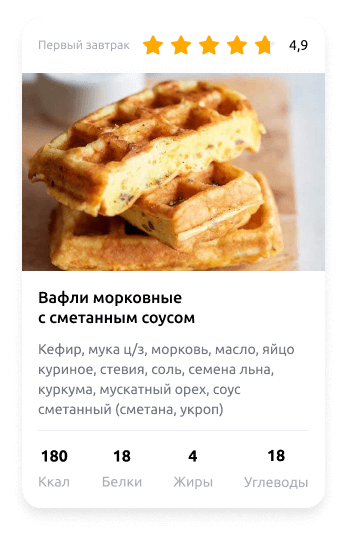 Первый завтрак 4,9
Вафли морковные
с сметанным соусом
Кефир, мука ц/з, морковь, масло, яйцо
куриное, стевия, соль, семена льна,
куркума, мускатный орех, соус
сметанный (сметана, укроп)
180 18 4 18
Ккал Белки Жиры Углеводы